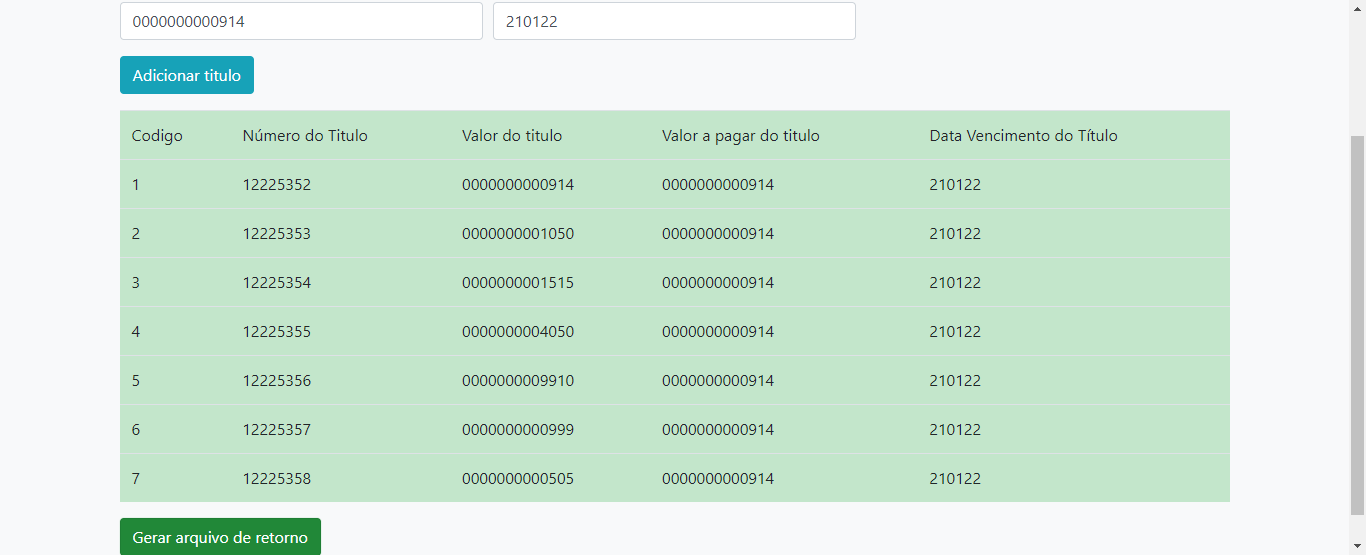 0000000000914 210122
Adicionar titulo
Codigo Número do Titulo Valor do titulo Valor a pagar do titulo Data Vencimento do Título
1 12225352 0000000000914 0000000000914 210122
2 12225353 0000000001050 0000000000914 210122
3 12225354 0000000001515 0000000000914 210122
4 12225355 0000000004050 0000000000914 210122
5 12225356 0000000009910 0000000000914 210122
6 12225357 0000000000999 0000000000914 210122
7 12225358 0000000000505 0000000000914 210122
Gerar arquivo de retorno